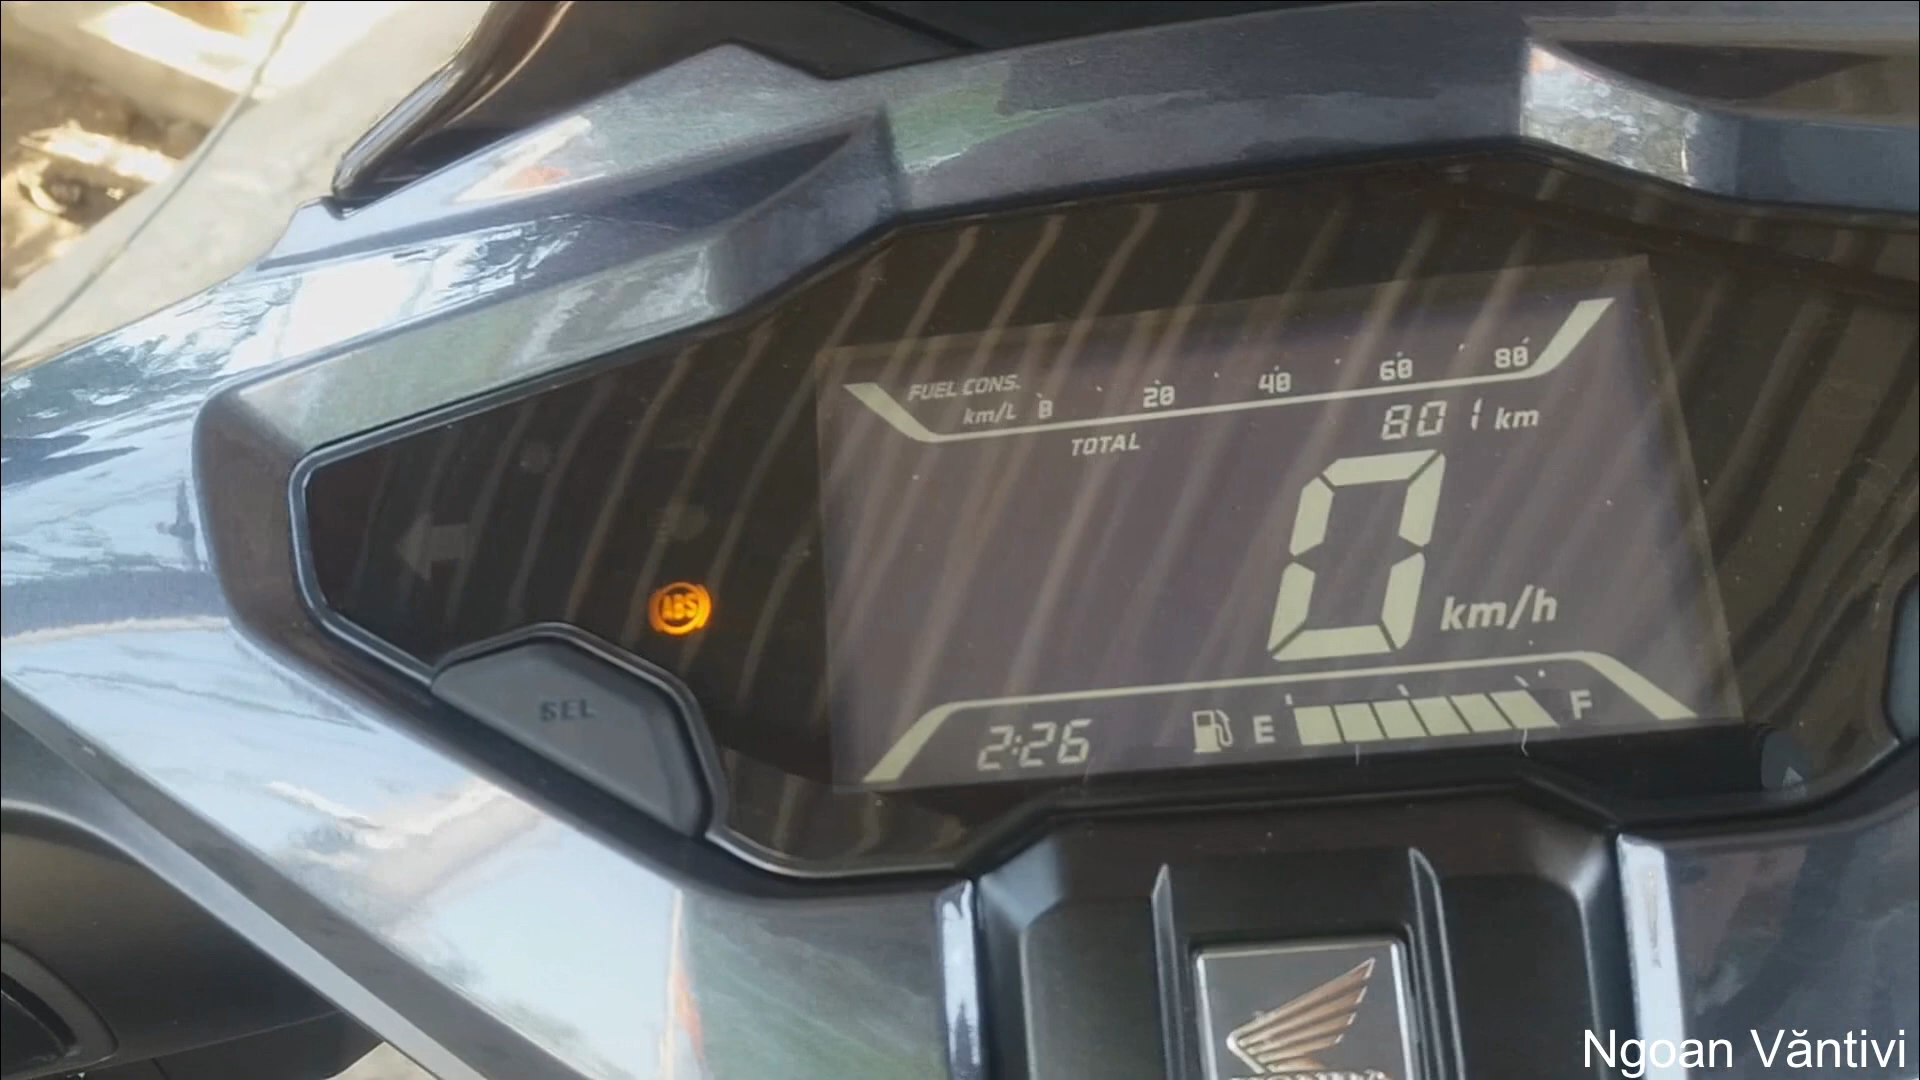 FUEL CONS.
km/L 0 20 40 60 80
TOTAL 801 km
0 km/h
ABS
SEL
2:26 E F
HONDA
Ngoan Văntivi